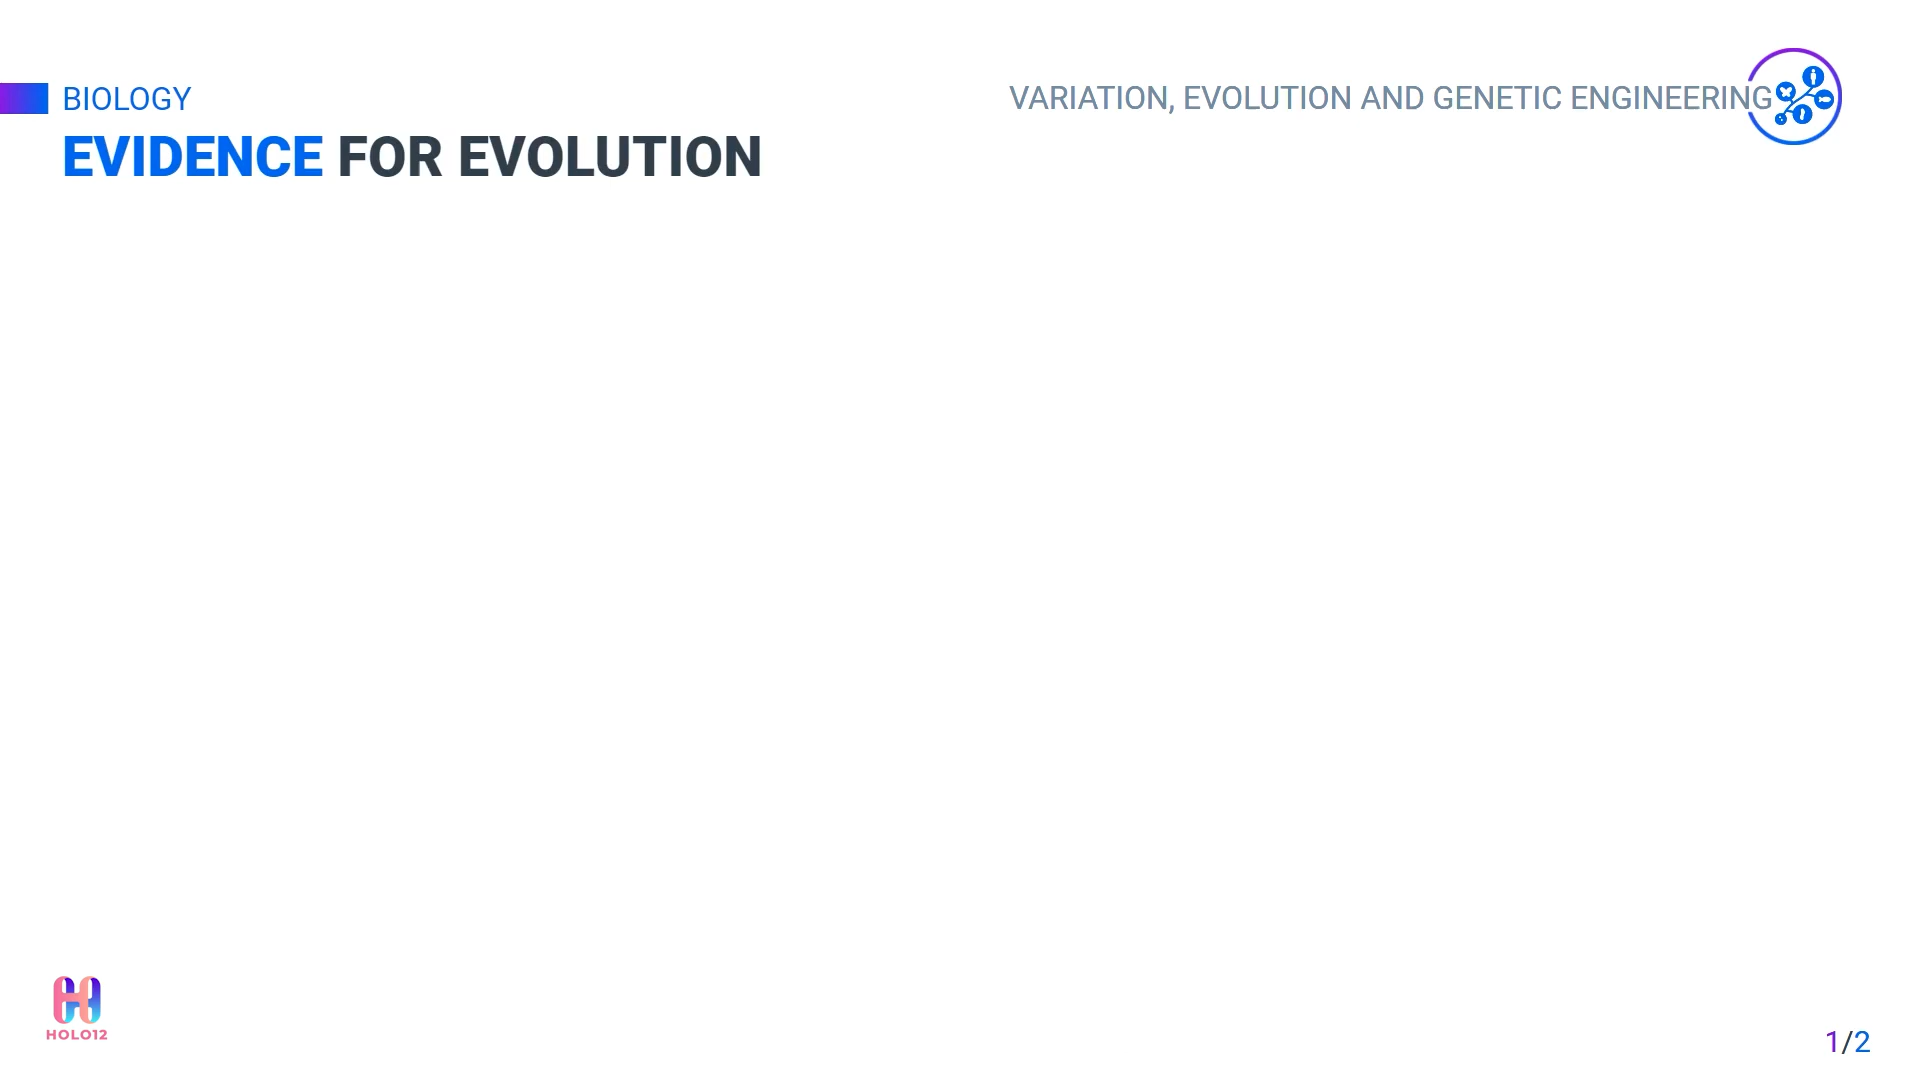 BIOLOGY
VARIATION, EVOLUTION AND GENETIC ENGINEERING
EVIDENCE FOR EVOLUTION
HOLO12
1/2